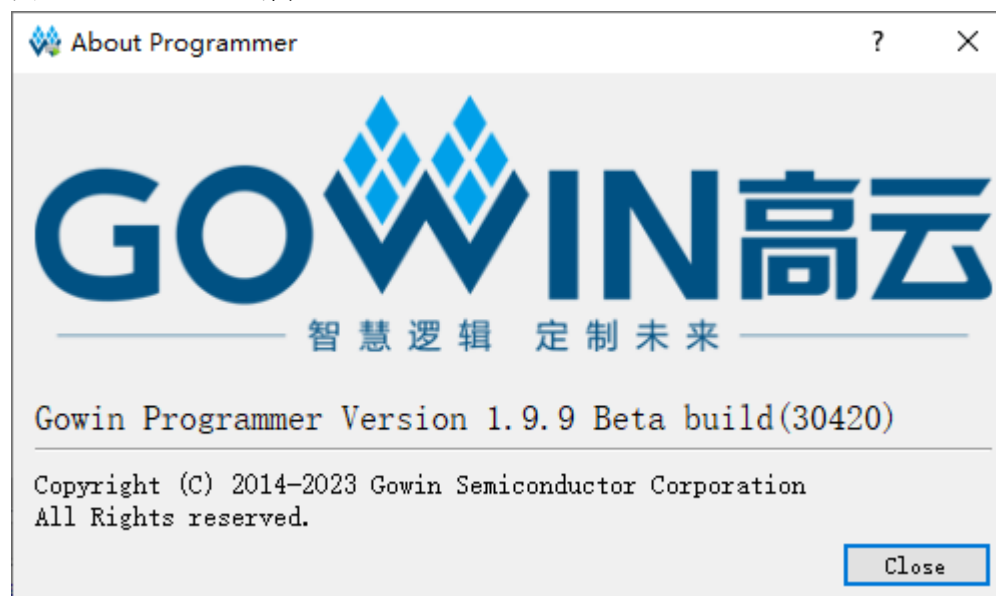 About Programmer
GOWIN高云
智慧逻辑 定制未来
Gowin Programmer Version 1.9.9 Beta build(30420)
Copyright (C) 2014-2023 Gowin Semiconductor Corporation
All Rights reserved.
Close